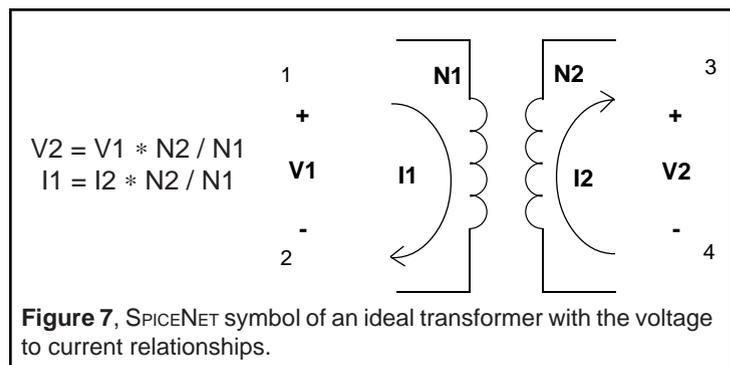 1
N1
N2
3
+
+
V2 = V1 * N2 / N1
I1 = I2 * N2 / N1
V1
I1
I2
V2
-
-
2
4
Figure 7, SPICENET symbol of an ideal transformer with the voltage
to current relationships.